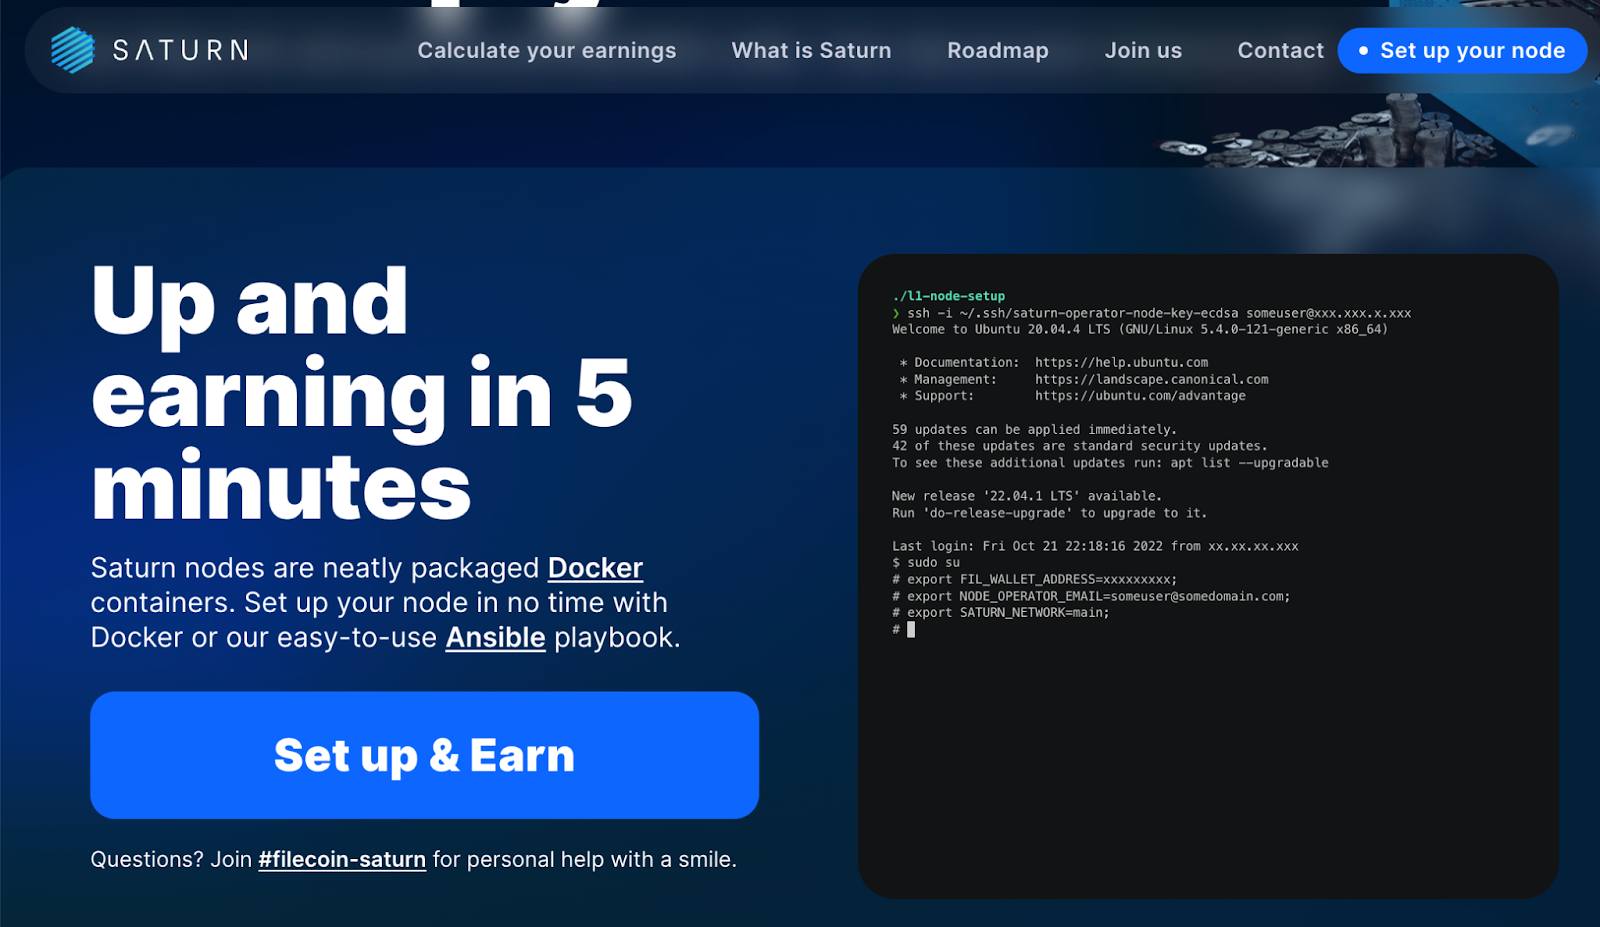 SATURN
Calculate your earnings
What is Saturn
Roadmap
Join us
Contact
Set up your node
Up and
earning in 5
minutes
Saturn nodes are neatly packaged Docker
containers. Set up your node in no time with
Docker or our easy-to-use Ansible playbook.
Set up & Earn
Questions? Join #filecoin-saturn for personal help with a smile.
./l1-node-setup
❯ ssh -i ~/.ssh/saturn-operator-node-key-ecdsa someuser@xxx.xxx.x.xxx
Welcome to Ubuntu 20.04.4 LTS (GNU/Linux 5.4.0-121-generic x86_64)
* Documentation: https://help.ubuntu.com
* Management: https://landscape.canonical.com
* Support: https://ubuntu.com/advantage
59 updates can be applied immediately.
42 of these updates are standard security updates.
To see these additional updates run: apt list --upgradable
New release '22.04.1 LTS' available.
Run 'do-release-upgrade' to upgrade to it.
Last login: Fri Oct 21 22:18:16 2022 from xx.xx.xx.xxx
$ sudo su
# export FIL_WALLET_ADDRESS=xxxxxxxxx;
# export NODE_OPERATOR_EMAIL=someuser@somedomain.com;
# export SATURN_NETWORK=main;
#